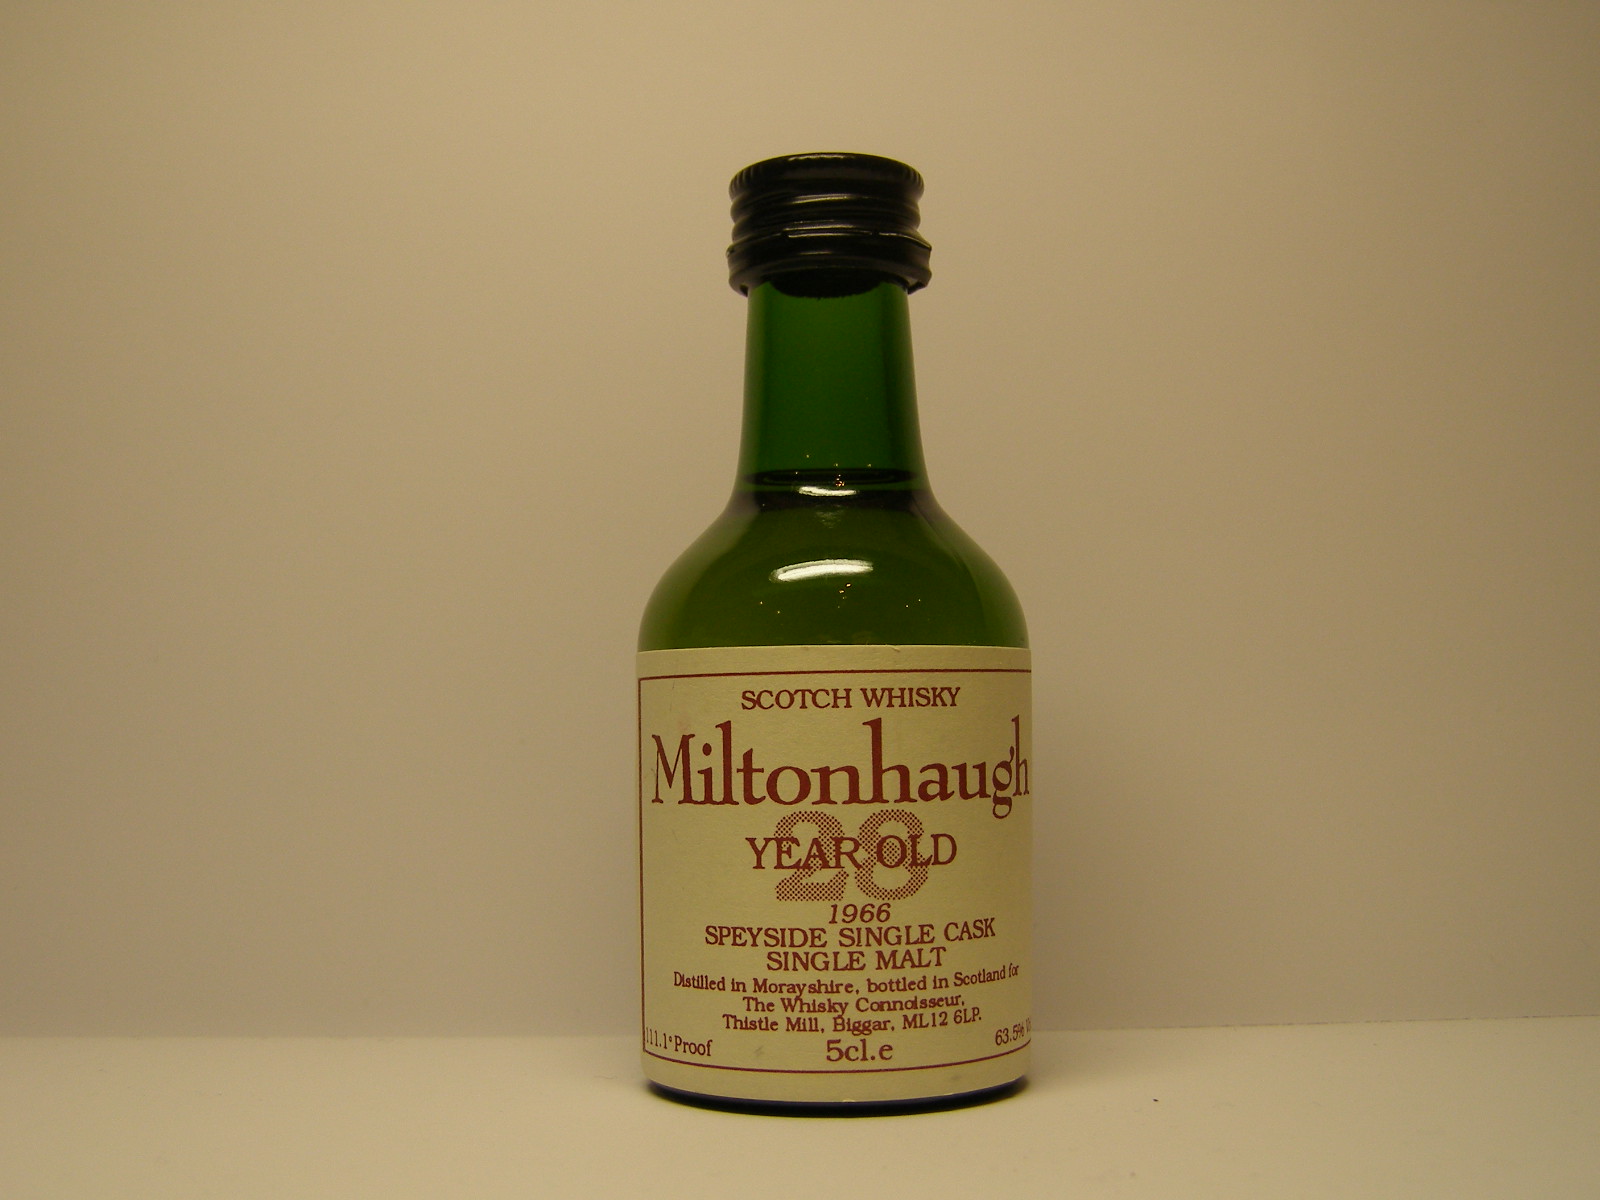 SCOTCH WHISKY
Miltonhaugh
28
YEAR OLD
1966
SPEYSIDE SINGLE CASK
SINGLE MALT
Distilled in Morayshire, bottled in Scotland for
The Whisky Connoisseur,
Thistle Mill, Biggar, ML12 6LP.
111.1° Proof 5cl.e 63.5%